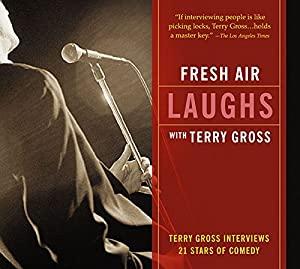 "If interviewing people is like
picking locks, Terry Gross...holds
a master key." —The Los Angeles Times
FRESH AIR
LAUGHS
WITH TERRY GROSS
TERRY GROSS INTERVIEWS
21 STARS OF COMEDY